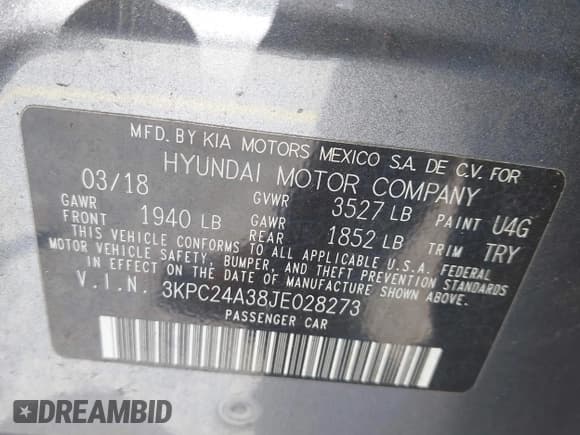 MFD. BY KIA MOTORS MEXICO S.A. DE C.V. FOR
HYUNDAI MOTOR COMPANY
03/18 GVWR 3527 LB PAINT U4G
GAWR FRONT 1940 LB GAWR REAR 1852 LB TRIM TRY
THIS VEHICLE CONFORMS TO ALL APPLICABLE U.S.A. FEDERAL
MOTOR VEHICLE SAFETY, BUMPER, AND THEFT PREVENTION STANDARDS
IN EFFECT ON THE DATE OF MANUFACTURE SHOWN ABOVE.
V.I.N. 3KPC24A38JE028273
PASSENGER CAR
DREAMBID